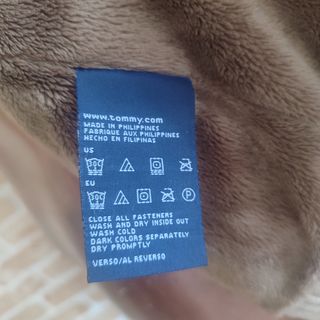 www.tommy.com
MADE IN PHILIPPINES
FABRIQUE AUX PHILIPPINES
HECHO EN FILIPINAS
US
EU
CLOSE ALL FASTENERS
WASH AND DRY INSIDE OUT
WASH COLD
DARK COLORS SEPARATELY
DRY PROMPTLY
VERSO/AL REVERSO